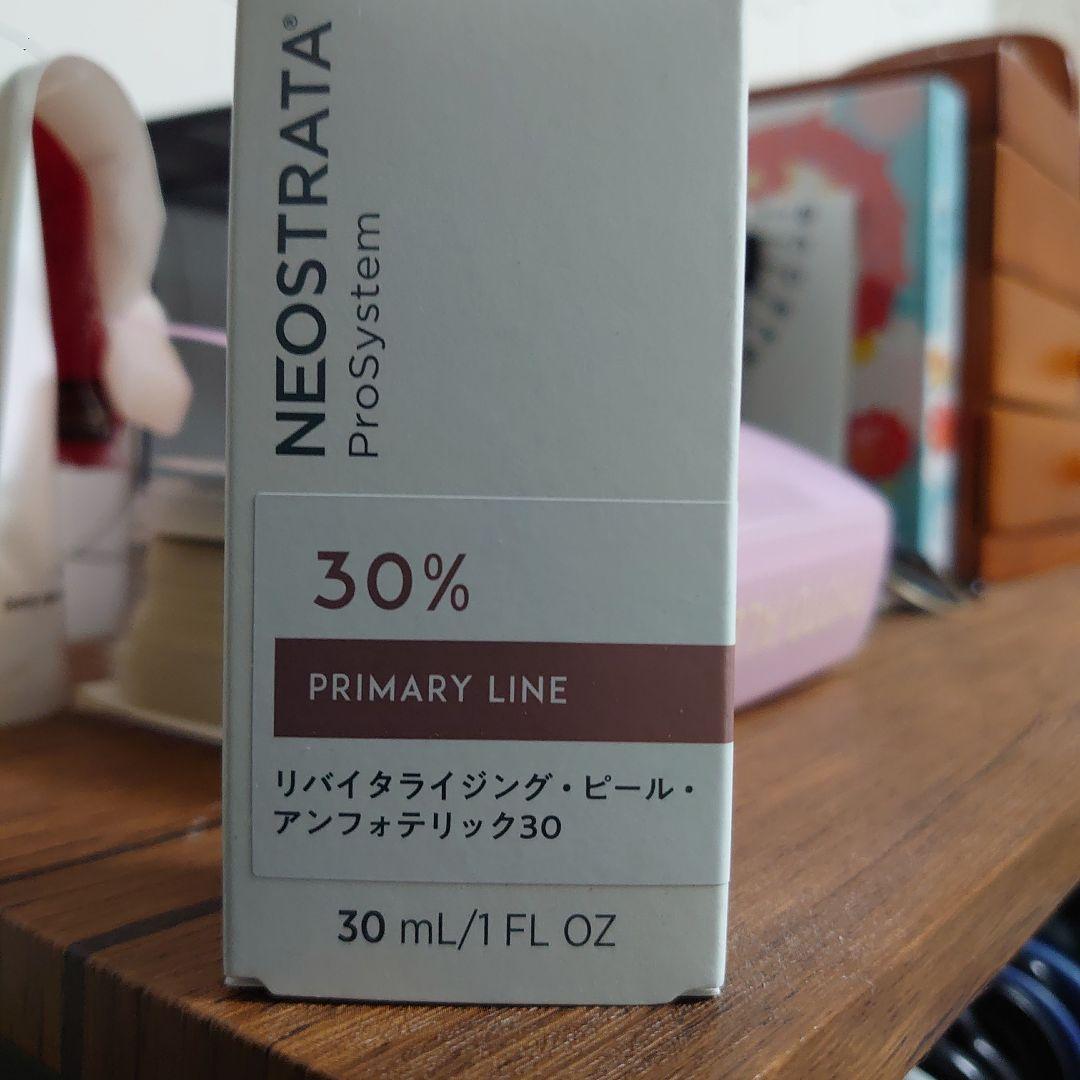 NEOSTRATA®
ProSystem
30%
PRIMARY LINE
リバイタライジング・ピール・
アンフォテリック30
30 mL/1 FL OZ